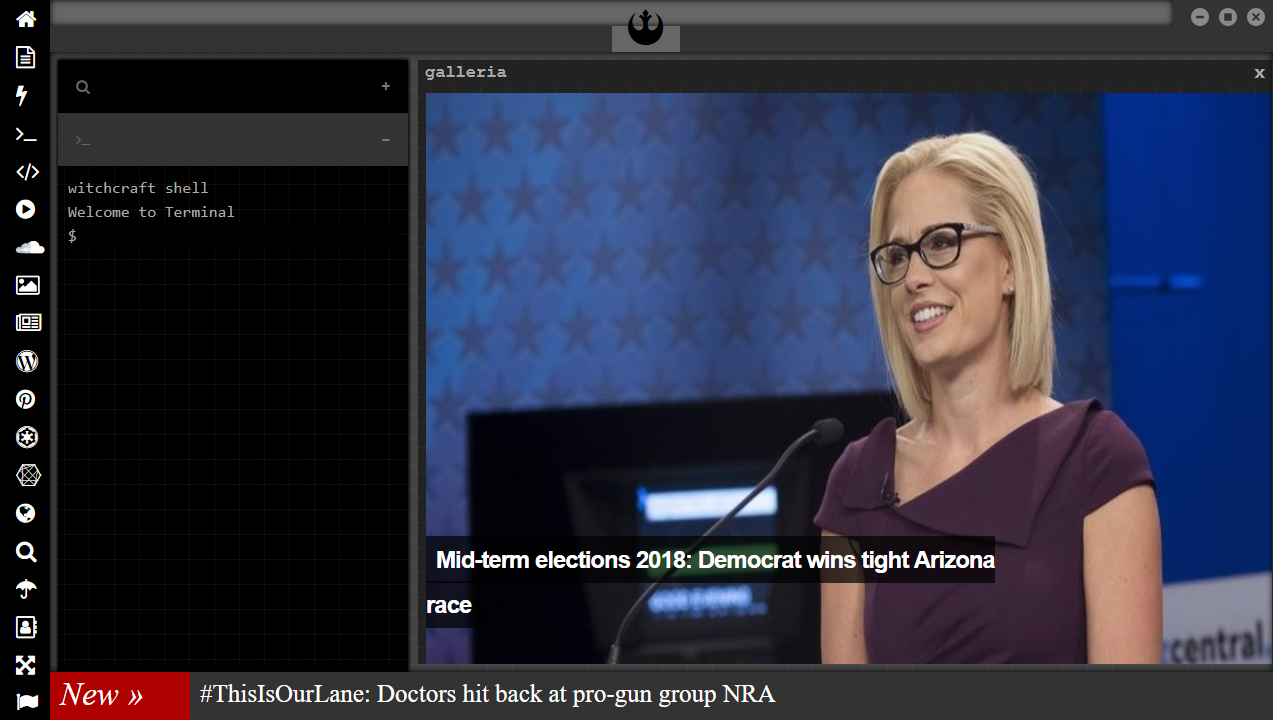 galleria
x
witchcraft shell
Welcome to Terminal
$
Mid-term elections 2018: Democrat wins tight Arizona
race
central.
New » #ThisIsOurLane: Doctors hit back at pro-gun group NRA